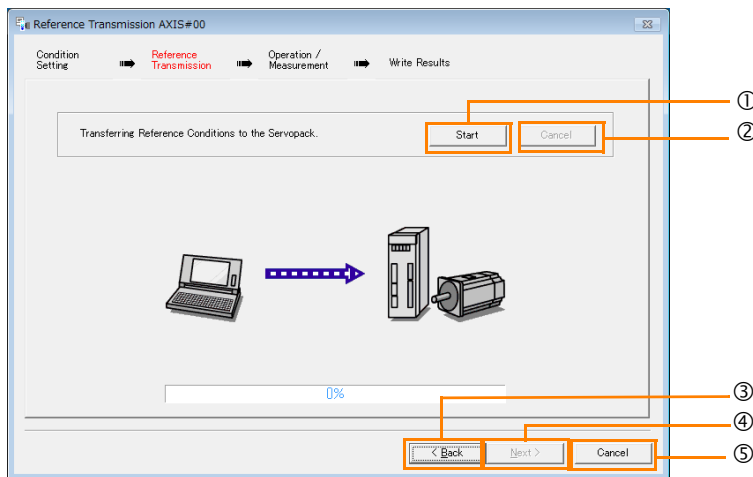 Reference Transmission AXIS#00
Condition Setting
Reference Transmission
Operation / Measurement
Write Results
Transferring Reference Conditions to the Servopack.
Start
Cancel
①
②
0%
③
④
⑤
< Back
Next >
Cancel